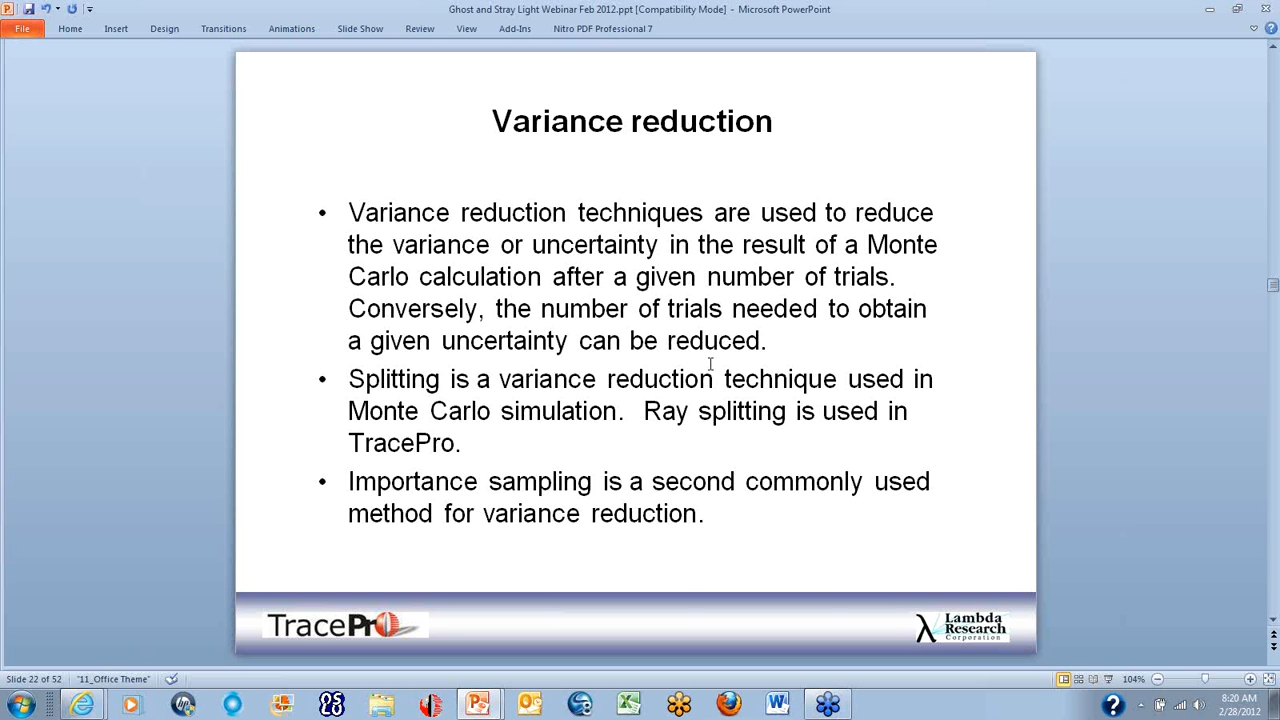 Ghost and Stray Light Webinar Feb 2012.ppt [Compatibility Mode] - Microsoft PowerPoint
File Home Insert Design Transitions Animations Slide Show Review View Add-Ins Nitro PDF Professional 7
Variance reduction
• Variance reduction techniques are used to reduce
the variance or uncertainty in the result of a Monte
Carlo calculation after a given number of trials.
Conversely, the number of trials needed to obtain
a given uncertainty can be reduced.
• Splitting is a variance reduction technique used in
Monte Carlo simulation. Ray splitting is used in
TracePro.
• Importance sampling is a second commonly used
method for variance reduction.
TracePro
λ Lambda
Research
Corporation
Slide 22 of 52 "11_Office Theme" 104%
8:20 AM
2/28/2012